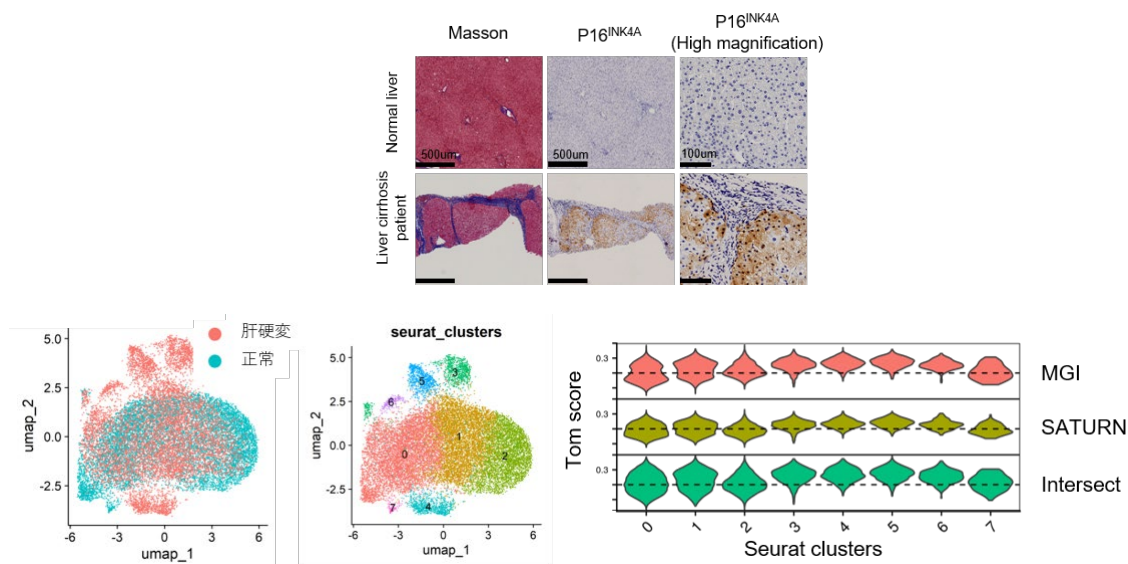 Masson
P16INK4A
P16INK4A
(High magnification)
Normal liver
500um
500um
100um
Liver cirrhosis
patient
肝硬変
正常
5.0
2.5
0.0
-2.5
umap_2
-6
-3
0
3
6
umap_1
seurat_clusters
5.0
2.5
0.0
-2.5
umap_2
5
3
6
1
0
2
7
4
-6
-3
0
3
6
umap_1
Tom score
0.3
MGI
0.3
SATURN
0.3
Intersect
0
1
2
3
4
5
6
7
Seurat clusters